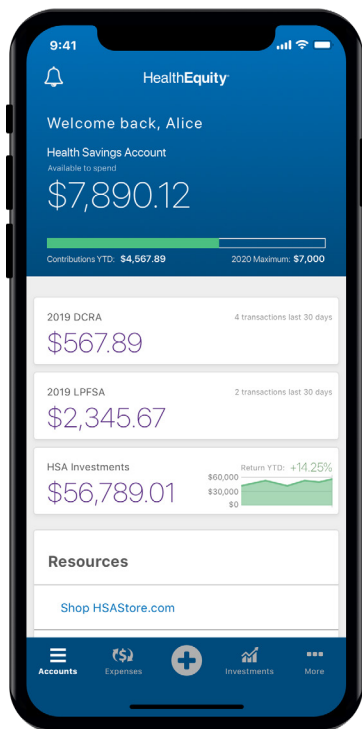 9:41
HealthEquity
Welcome back, Alice
Health Savings Account
Available to spend
$7,890.12
Contributions YTD: $4,567.89 2020 Maximum: $7,000
2019 DCRA 4 transactions last 30 days
$567.89
2019 LPFSA 2 transactions last 30 days
$2,345.67
HSA Investments Return YTD: +14.25%
$56,789.01
$60,000
$30,000
$0
Resources
Shop HSAStore.com
Accounts Expenses Investments More